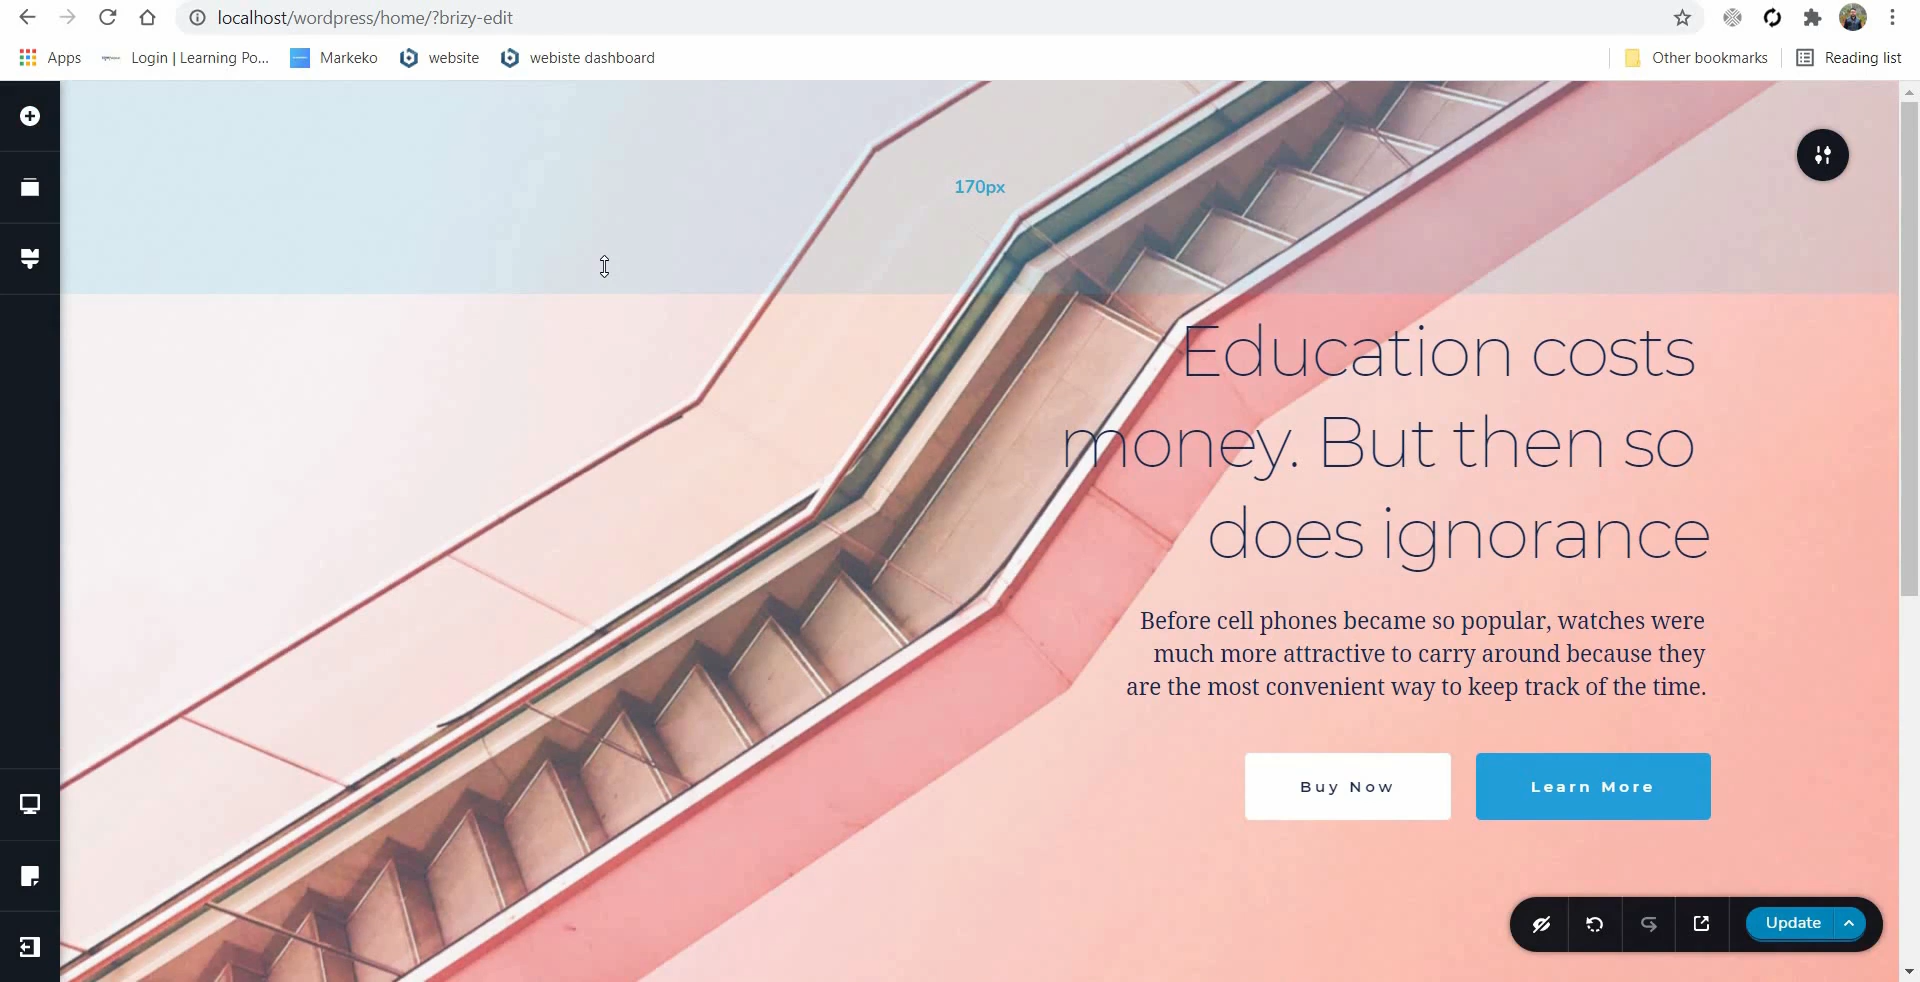 localhost/wordpress/home/?brizy-edit
Apps
Login | Learning Po...
Markeko
website
webiste dashboard
Other bookmarks
Reading list
170px
Education costs
money. But then so
does ignorance
Before cell phones became so popular, watches were
much more attractive to carry around because they
are the most convenient way to keep track of the time.
Buy Now
Learn More
Update